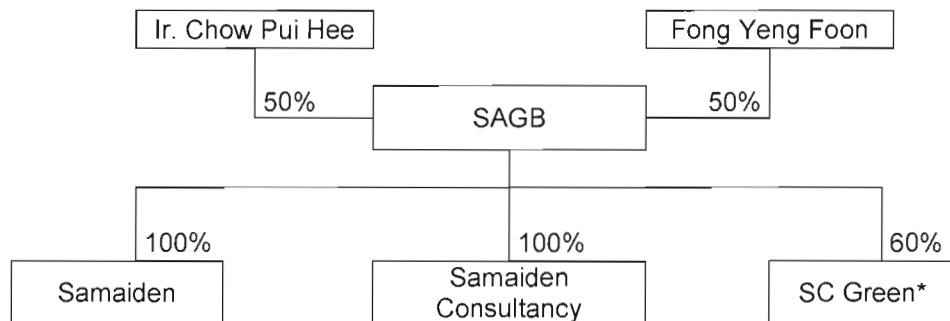 Ir. Chow Pui Hee
Fong Yeng Foon
50%
50%
SAGB
100%
100%
60%
Samaiden
Samaiden
Consultancy
SC Green*